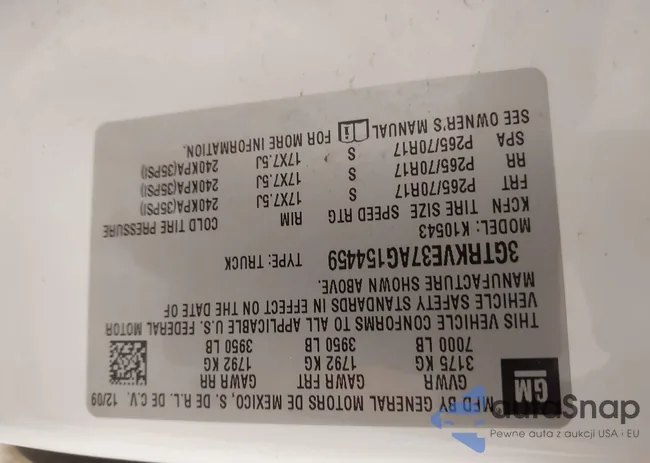 MFD BY GENERAL MOTORS DE MEXICO, S. DE R.L. DE C.V. 12/09
GM
GVWR GAWR FRT GAWR RR
3175 KG 1792 KG 1792 KG
7000 LB 3950 LB 3950 LB
THIS VEHICLE CONFORMS TO ALL APPLICABLE U.S. FEDERAL MOTOR
VEHICLE SAFETY STANDARDS IN EFFECT ON THE DATE OF
MANUFACTURE SHOWN ABOVE.
3GTRKVE37AG154459 TYPE: TRUCK
MODEL: K10543
KCFN TIRE SIZE SPEED RTG RIM COLD TIRE PRESSURE
FRT P265/70R17 S 17X7.5J 240KPA(35PSI)
RR P265/70R17 S 17X7.5J 240KPA(35PSI)
SPA P265/70R17 S 17X7.5J 240KPA(35PSI)
SEE OWNER'S MANUAL FOR MORE INFORMATION.
autaSnap
Pewne auta z aukcji USA i EU